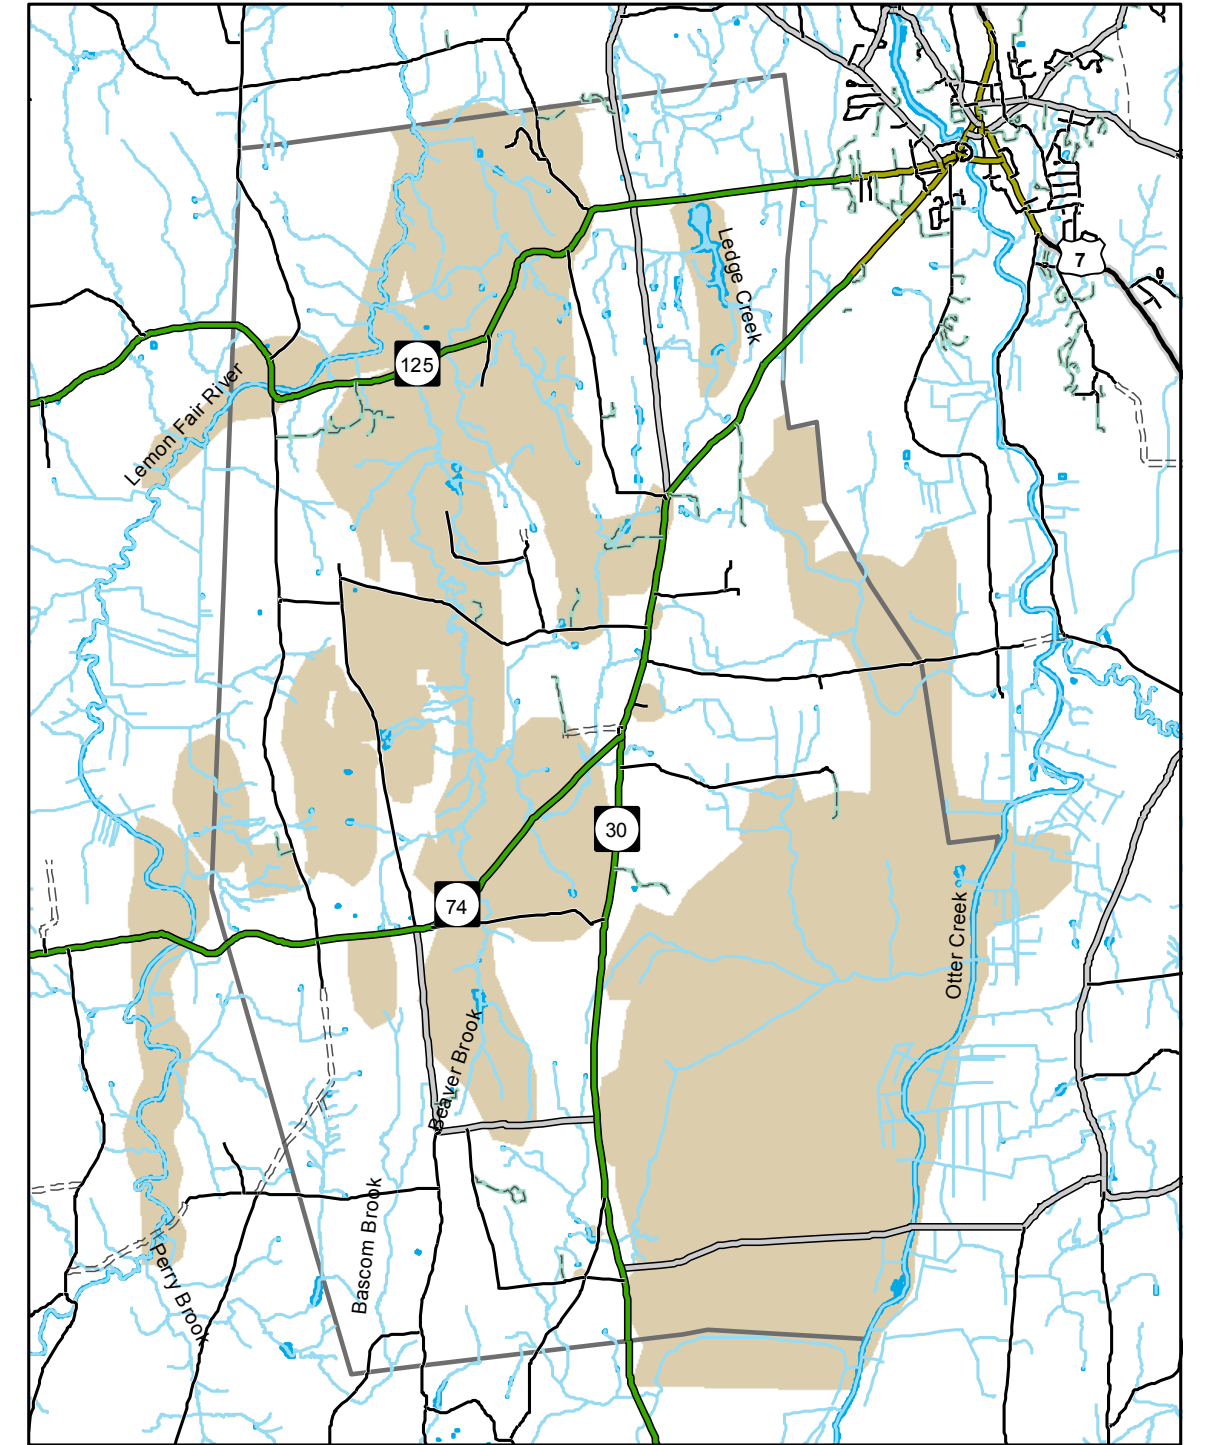 7
Ledge Creek
125
Lemon Fair River
30
74
Otter Creek
Beaver Brook
Bascom Brook
Perry Brook